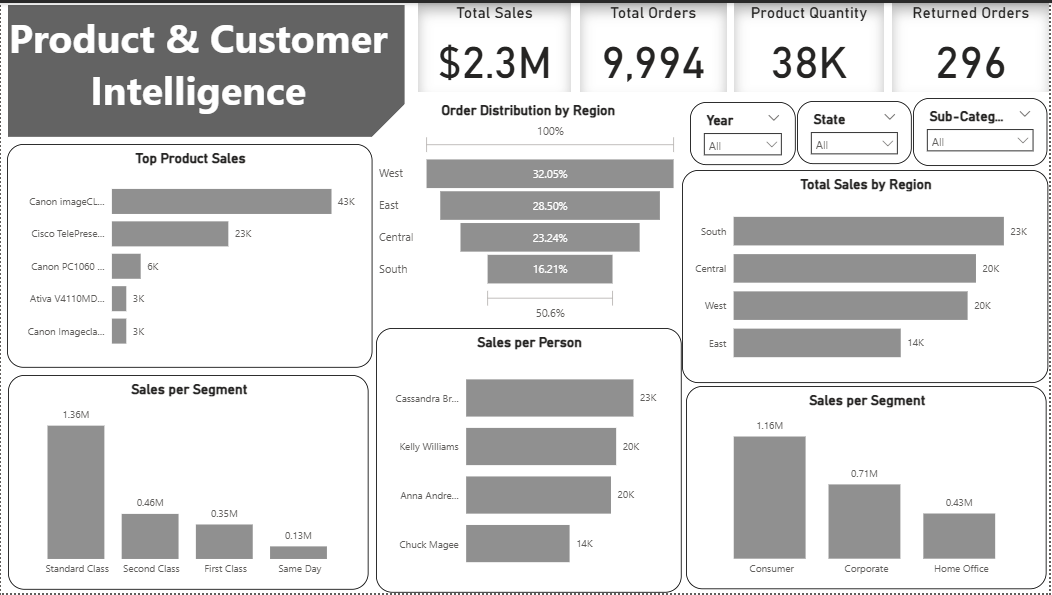 Product & Customer
Intelligence
Total Sales
$2.3M
Total Orders
9,994
Product Quantity
38K
Returned Orders
296
Order Distribution by Region
100%
West 32.05%
East 28.50%
Central 23.24%
South 16.21%
50.6%
Year
All
State
All
Sub-Categ...
All
Top Product Sales
Canon imageCL... 43K
Cisco TelePrese... 23K
Canon PC1060 ... 6K
Ativa V4110MD... 3K
Canon Imagecla... 3K
Total Sales by Region
South 23K
Central 20K
West 20K
East 14K
Sales per Person
Cassandra Br... 23K
Kelly Williams 20K
Anna Andre... 20K
Chuck Magee 14K
Sales per Segment
1.36M
0.46M
0.35M
0.13M
Standard Class Second Class First Class Same Day
Sales per Segment
1.16M
0.71M
0.43M
Consumer Corporate Home Office